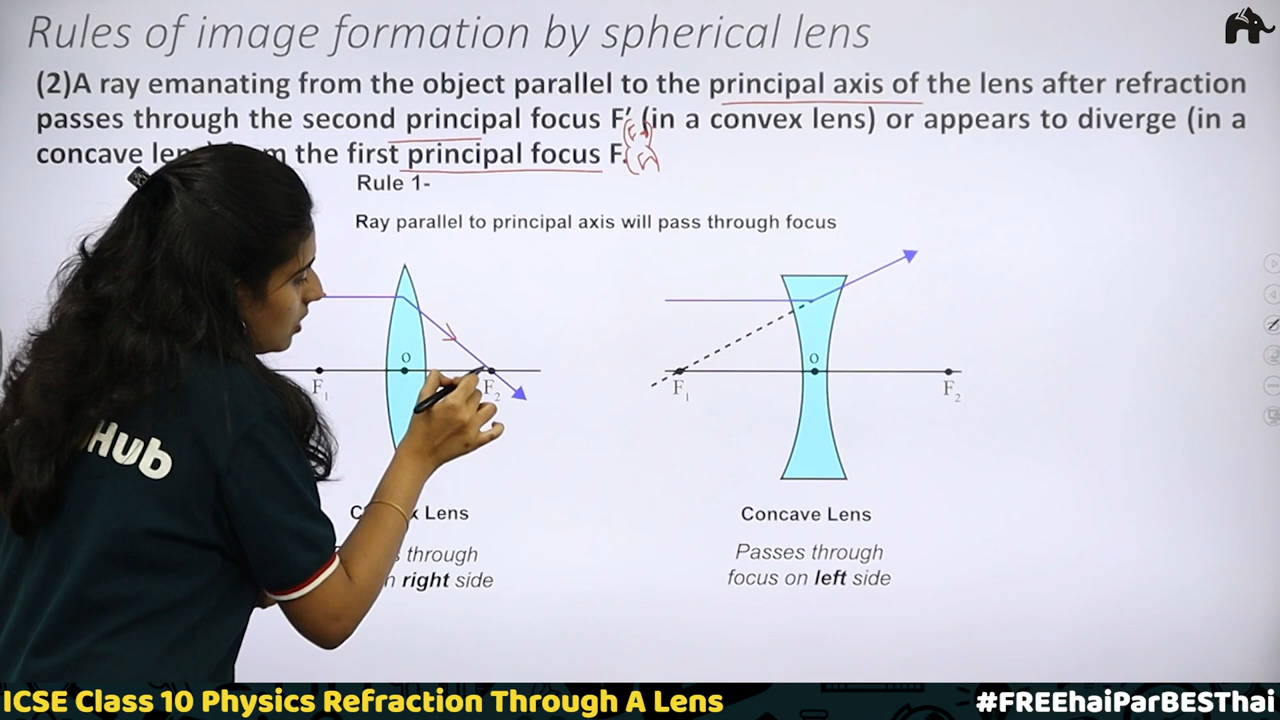 Rules of image formation by spherical lens
(2)A ray emanating from the object parallel to the principal axis of the lens after refraction
passes through the second principal focus F' (in a convex lens) or appears to diverge (in a
concave the first principal focus F.
Rule 1-
Ray parallel to principal axis will pass through focus
O
F1
F2
O
F1
F2
Hub
Lens
Concave Lens
through
right side
Passes through
focus on left side
ICSE Class 10 Physics Refraction Through A Lens
#FREEhaiParBESThai